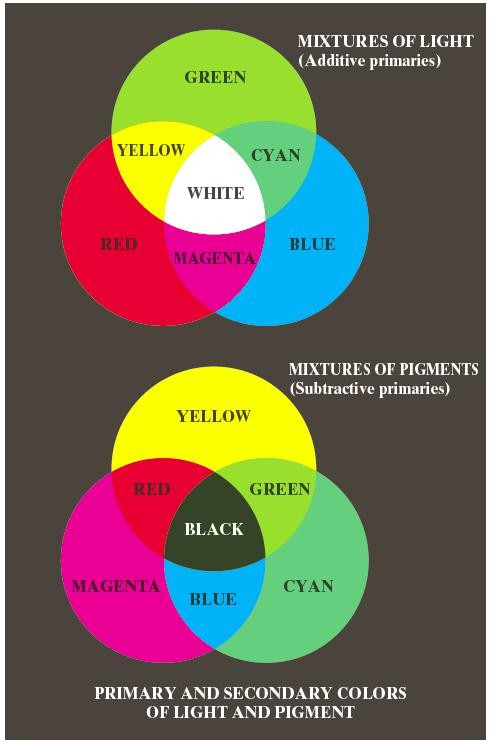 MIXTURES OF LIGHT
(Additive primaries)
GREEN
YELLOW
CYAN
WHITE
RED
BLUE
MAGENTA
MIXTURES OF PIGMENTS
(Subtractive primaries)
YELLOW
RED
GREEN
BLACK
MAGENTA
CYAN
BLUE
PRIMARY AND SECONDARY COLORS
OF LIGHT AND PIGMENT